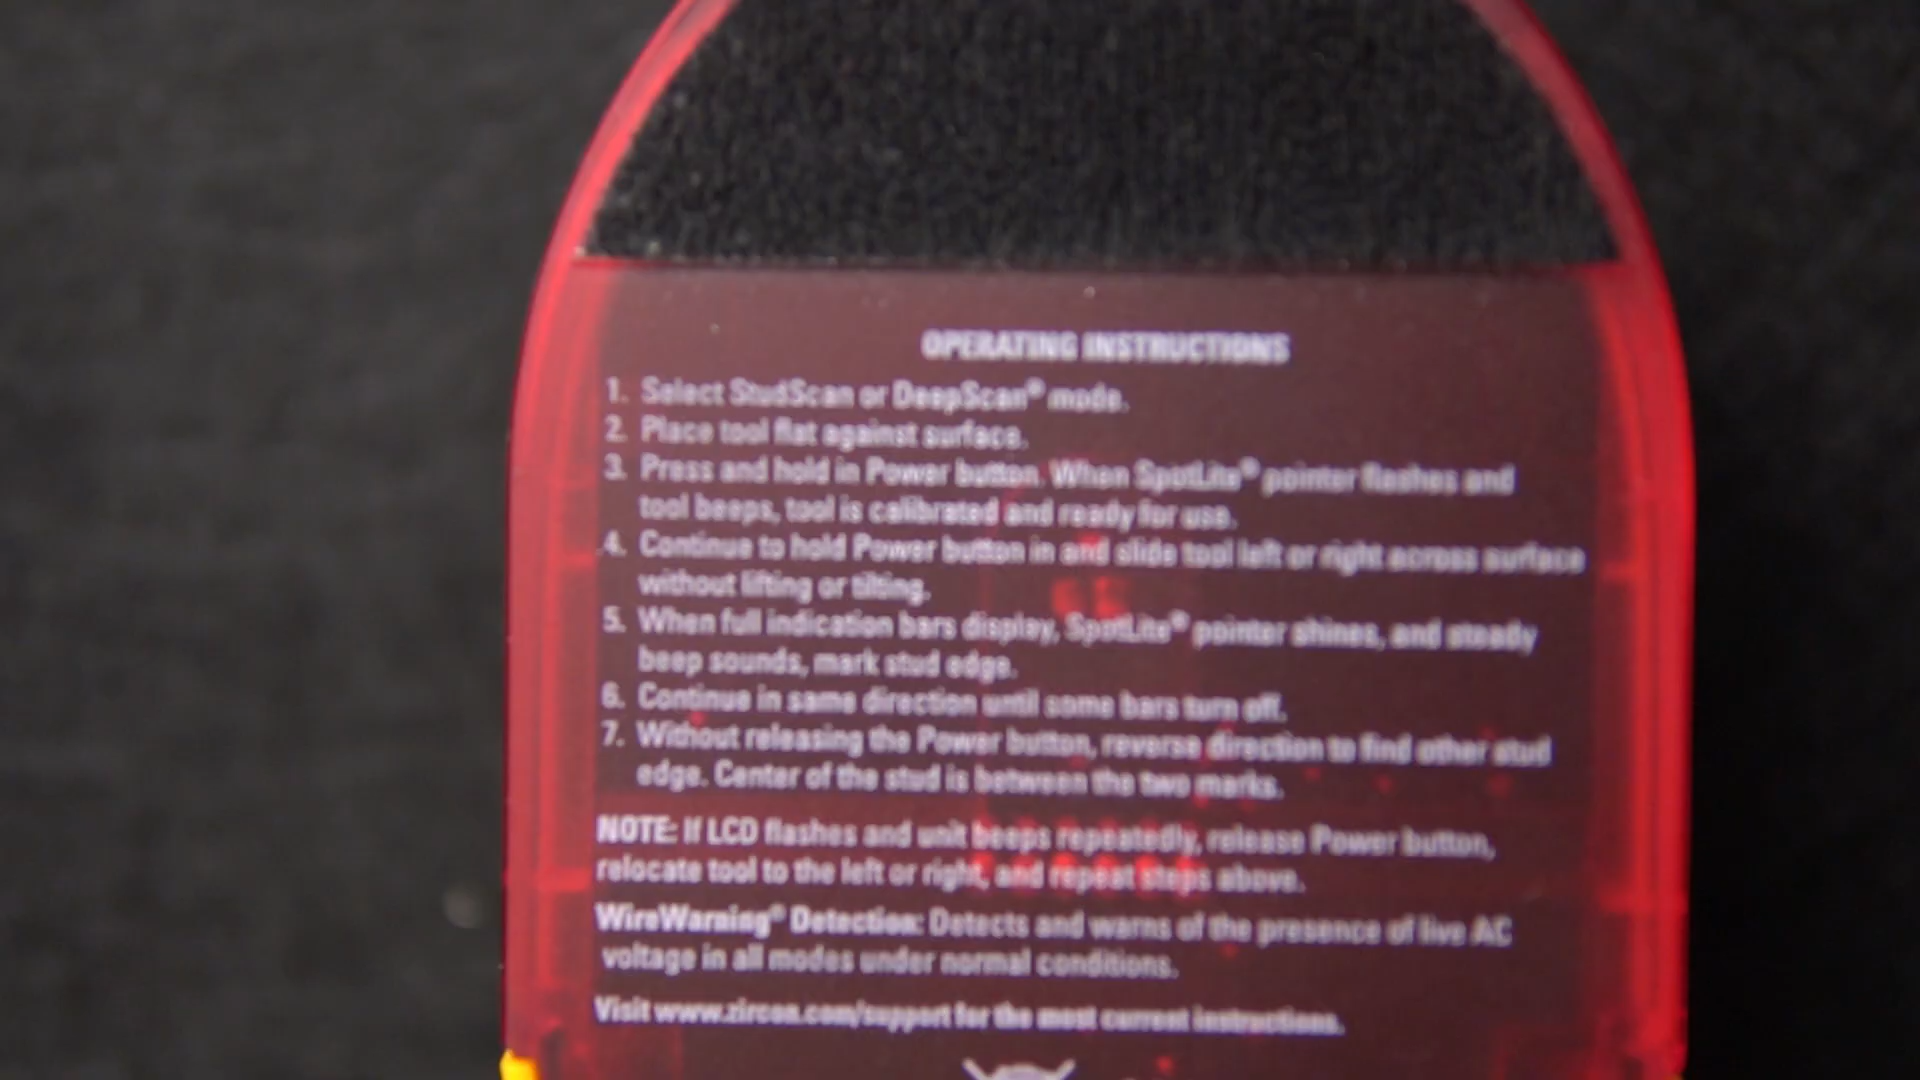 OPERATING INSTRUCTIONS
1. Select StudScan or DeepScan® mode.
2. Place tool flat against surface.
3. Press and hold in Power button. When SpotLite® pointer flashes and
tool beeps, tool is calibrated and ready for use.
4. Continue to hold Power button in and slide tool left or right across surface
without lifting or tilting.
5. When full indication bars display, SpotLite® pointer shines, and steady
beep sounds, mark stud edge.
6. Continue in same direction until some bars turn off.
7. Without releasing the Power button, reverse direction to find other stud
edge. Center of the stud is between the two marks.
NOTE: If LCD flashes and unit beeps repeatedly, release Power button,
relocate tool to the left or right, and repeat steps above.
WireWarning® Detection: Detects and warns of the presence of live AC
voltage in all modes under normal conditions.
Visit www.zircon.com/support for the most current instructions.